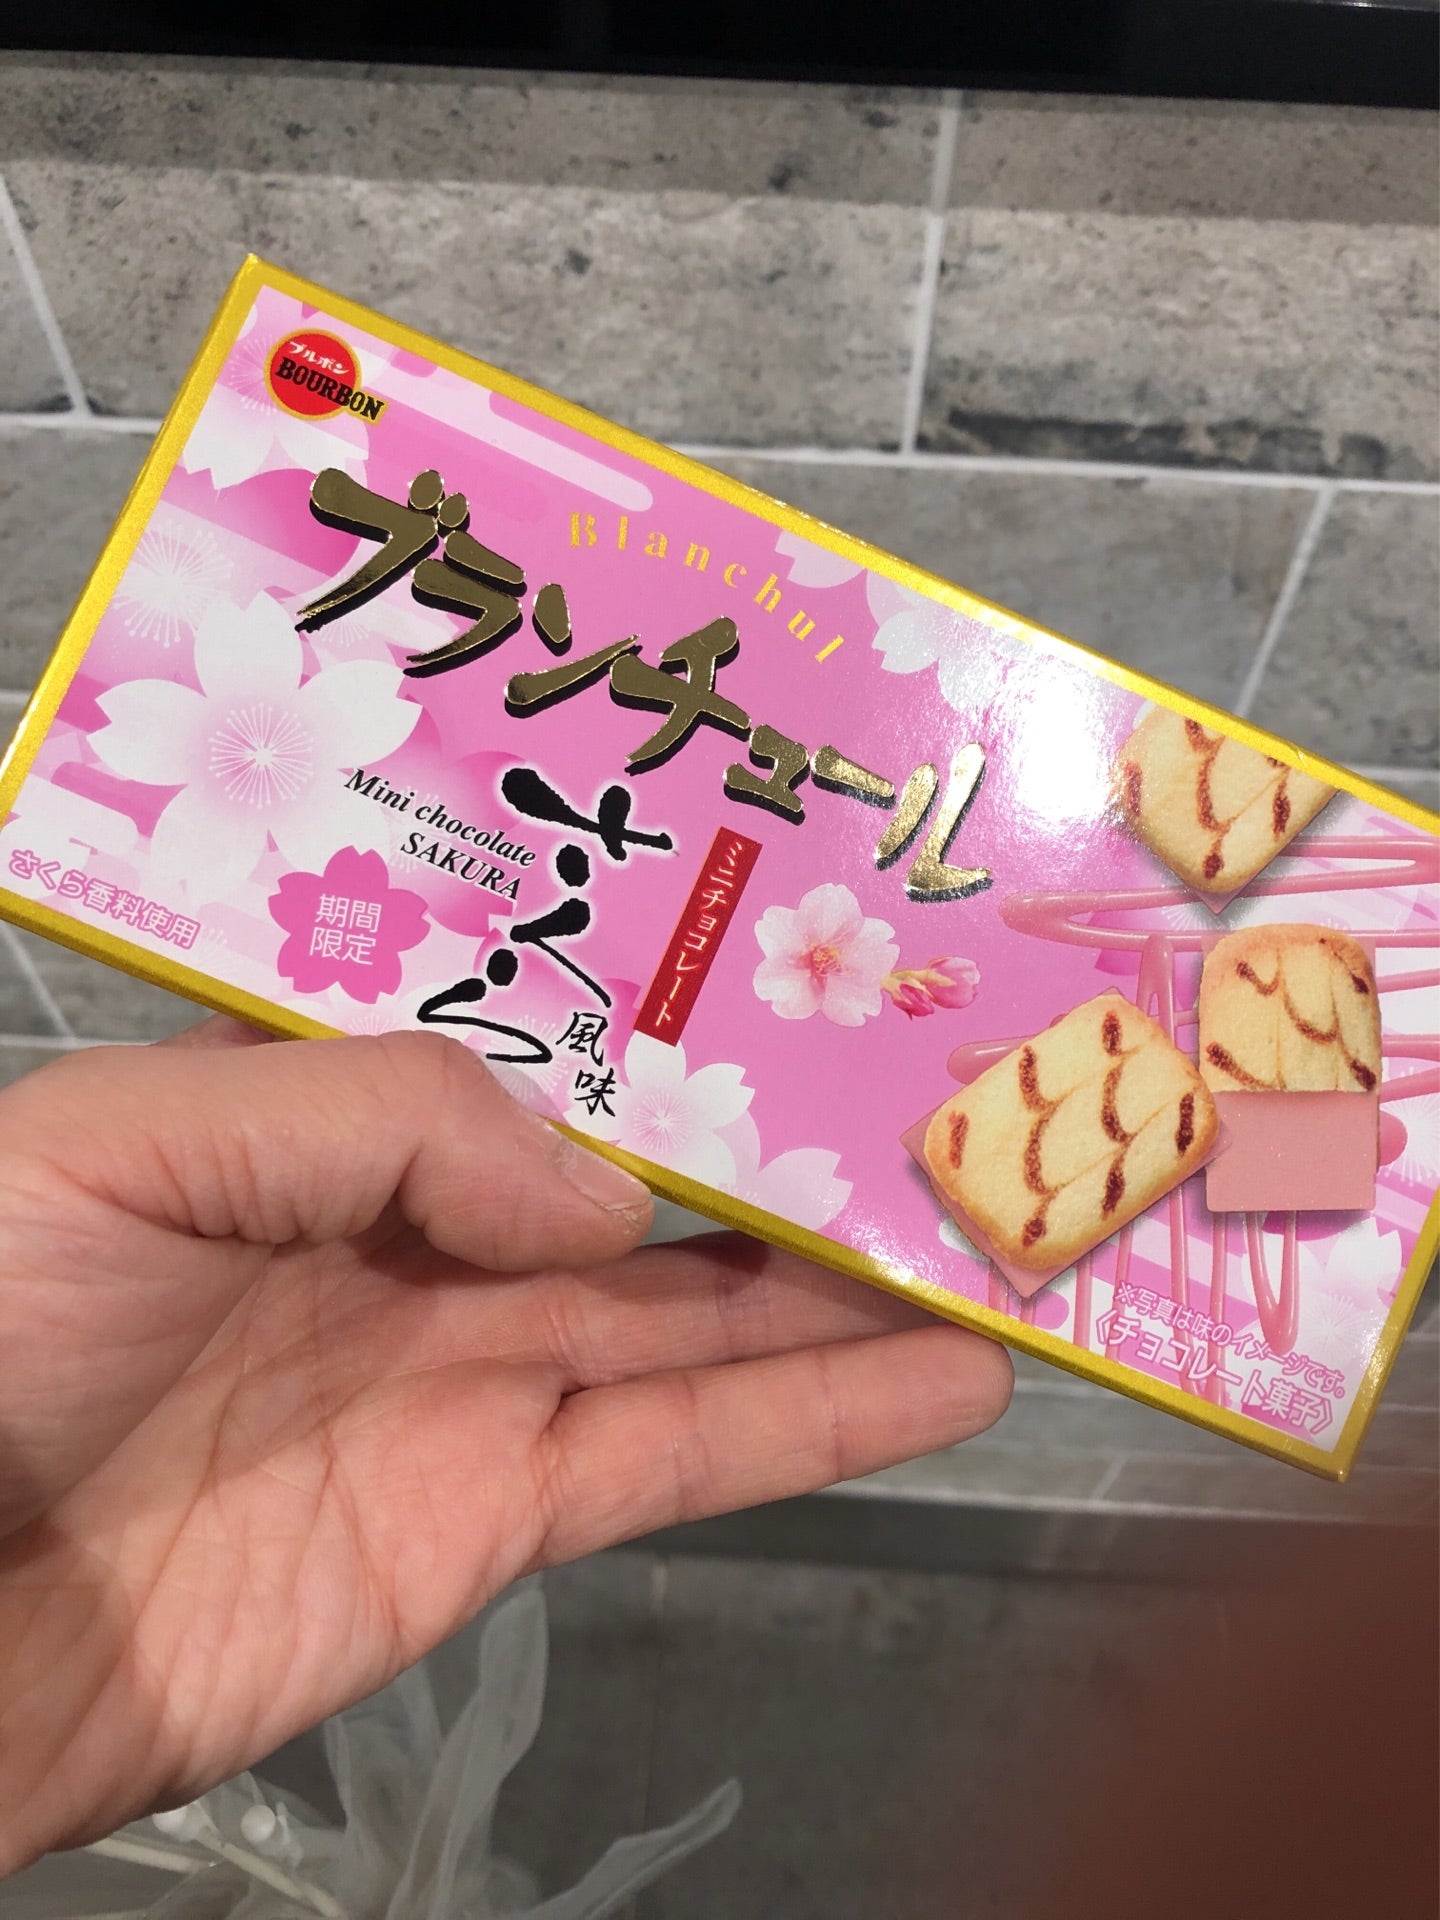 ブルボン
BOURBON
Blanchul
ブランチュール
Mini chocolate
SAKURA
さくら
風味
ミニチョコレート
期間
限定
さくら香料使用
※写真は味のイメージです。
《チョコレート菓子》